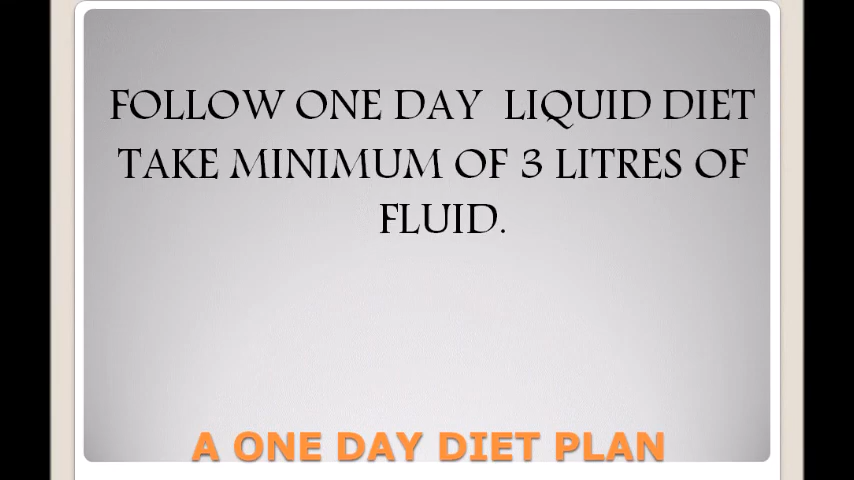 FOLLOW ONE DAY LIQUID DIET
TAKE MINIMUM OF 3 LITRES OF
FLUID.
A ONE DAY DIET PLAN